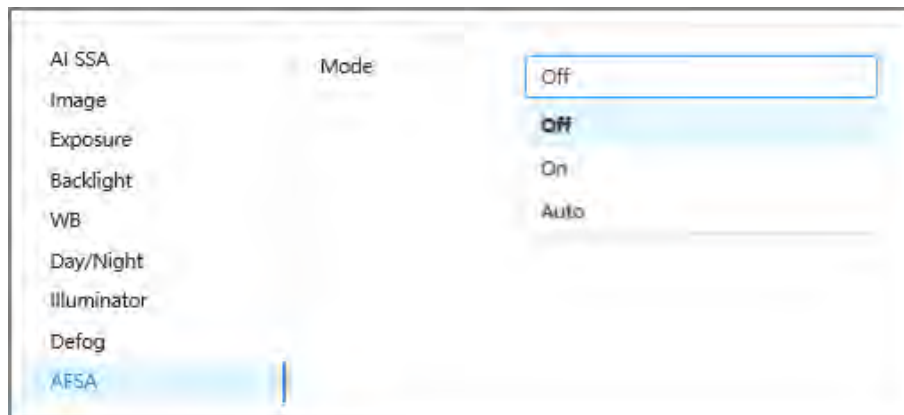 AI SSA
Mode
Off
Image
Off
Exposure
On
Backlight
Auto
WB
Day/Night
Illuminator
Defog
AFSA